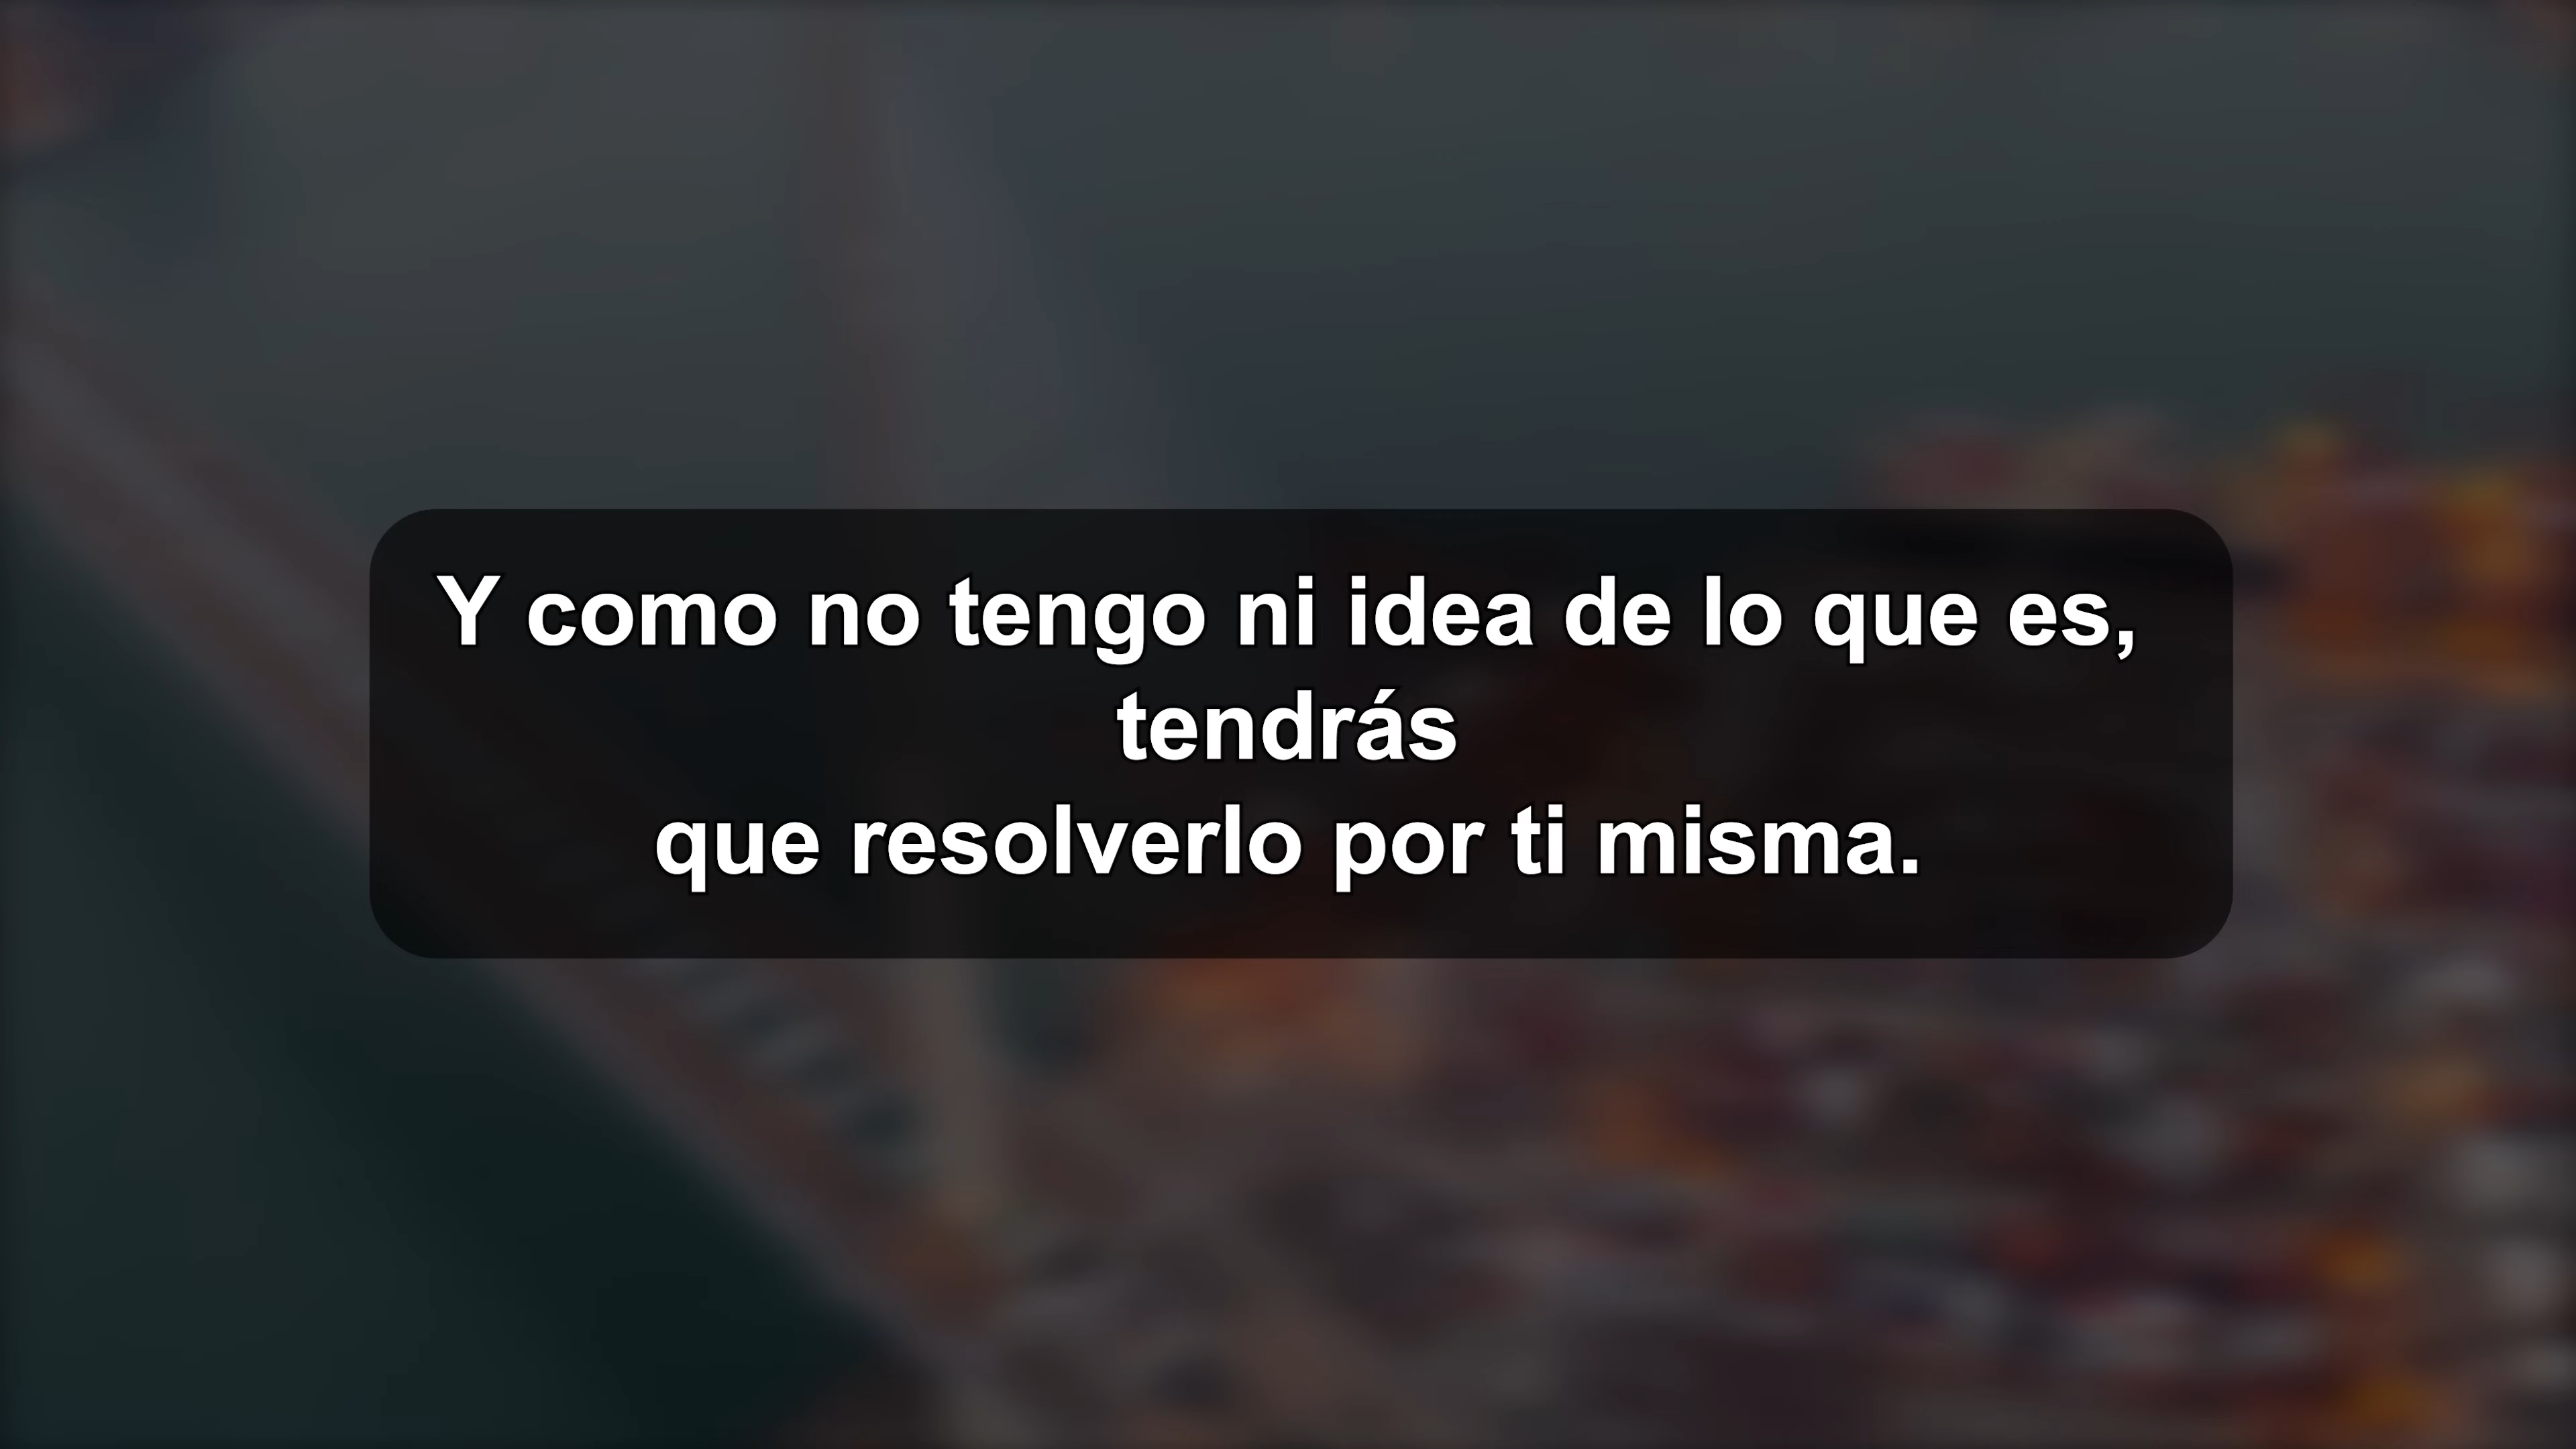 Y como no tengo ni idea de lo que es,
tendrás
que resolverlo por ti misma.